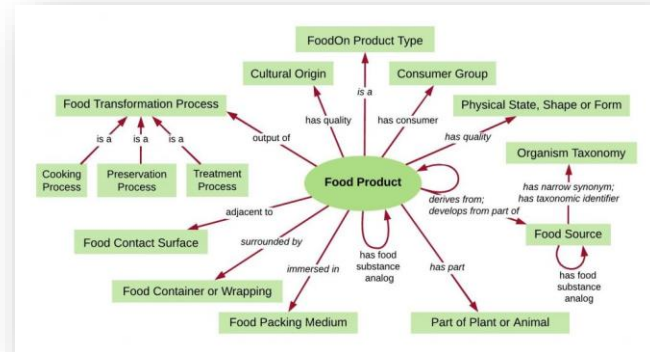 FoodOn Product Type
Cultural Origin
Consumer Group
Food Transformation Process
Physical State, Shape or Form
is a
has quality
has consumer
is a
is a
is a
output of
has quality
Organism Taxonomy
Cooking
Process
Preservation
Process
Treatment
Process
Food Product
has narrow synonym;
has taxonomic identifier
derives from;
develops from part of
adjacent to
Food Contact Surface
surrounded by
Food Source
has food
substance
analog
has food
substance
analog
immersed in
has part
Food Container or Wrapping
Food Packing Medium
Part of Plant or Animal